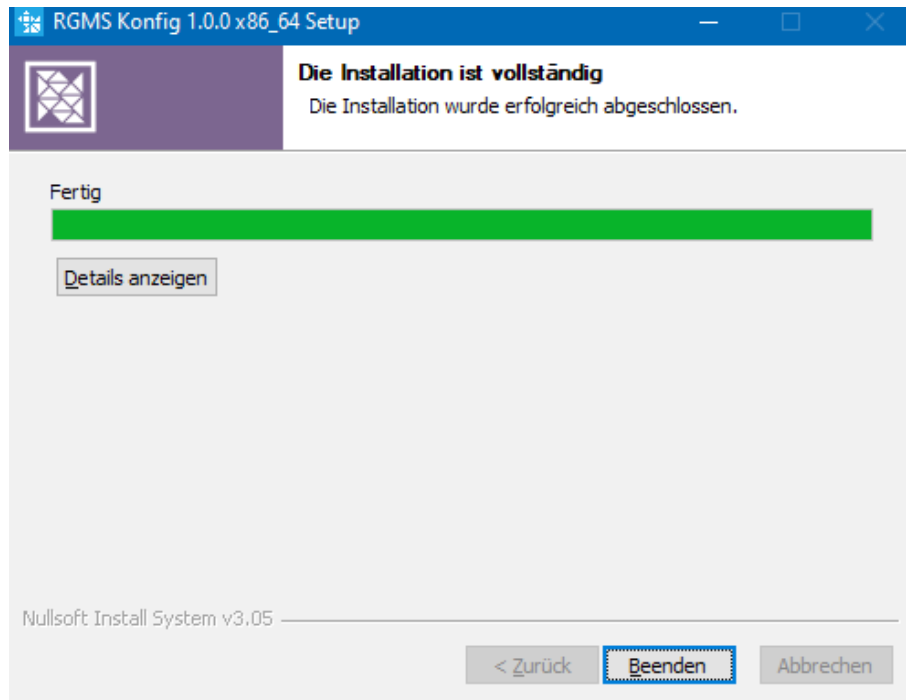 RGMS Konfig 1.0.0 x86_64 Setup
Die Installation ist vollständig
Die Installation wurde erfolgreich abgeschlossen.
Fertig
Details anzeigen
Nullsoft Install System v3.05
< Zurück
Beenden
Abbrechen